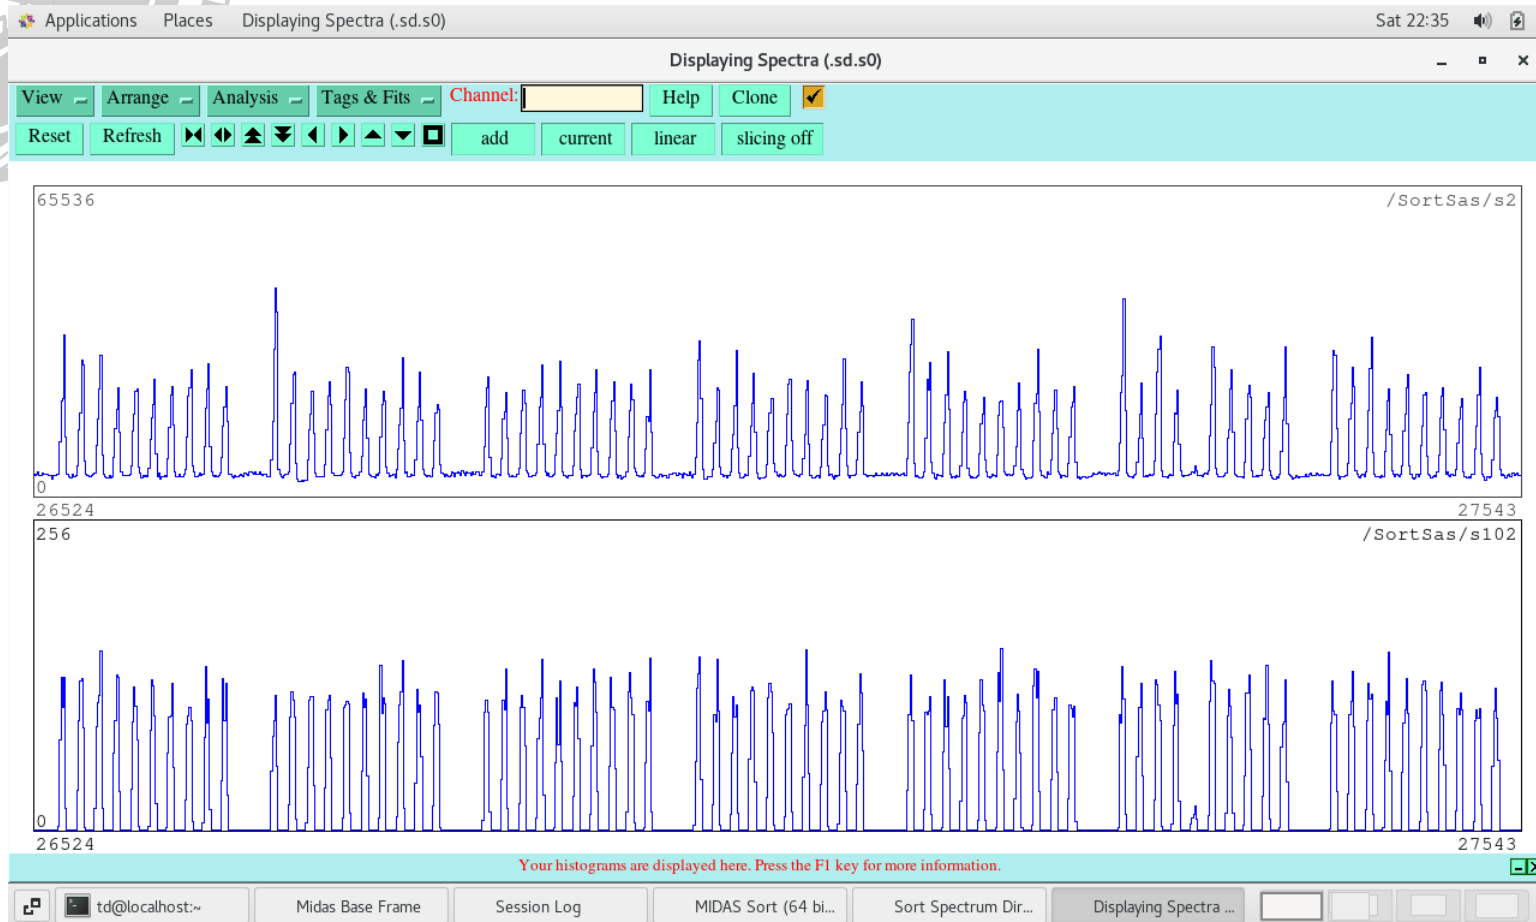 Applications Places Displaying Spectra (.sd.s0) Sat 22:35
Displaying Spectra (.sd.s0)
View Arrange Analysis Tags & Fits Channel: Help Clone
Reset Refresh add current linear slicing off
65536 /SortSas/s2
0
26524 27543
256 /SortSas/s102
0
26524 27543
Your histograms are displayed here. Press the F1 key for more information.
td@localhost:~ Midas Base Frame Session Log MIDAS Sort (64 bi... Sort Spectrum Dir... Displaying Spectra ...